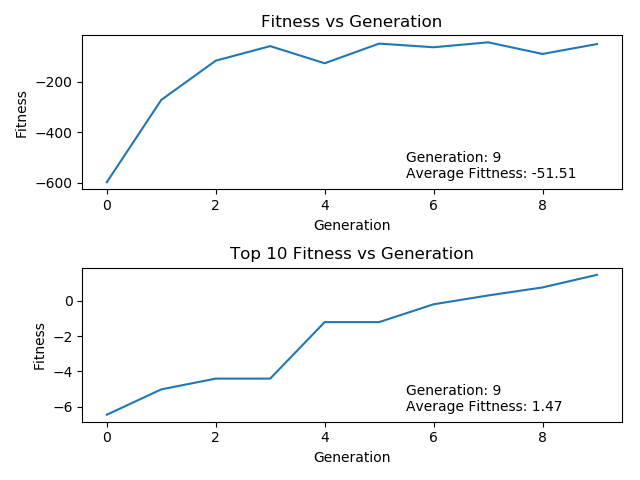 Fitness vs Generation
Fitness
−200
−400
−600
Generation: 9
Average Fittness: -51.51
0 2 4 6 8
Generation
Top 10 Fitness vs Generation
Fitness
0
−2
−4
−6
Generation: 9
Average Fittness: 1.47
0 2 4 6 8
Generation